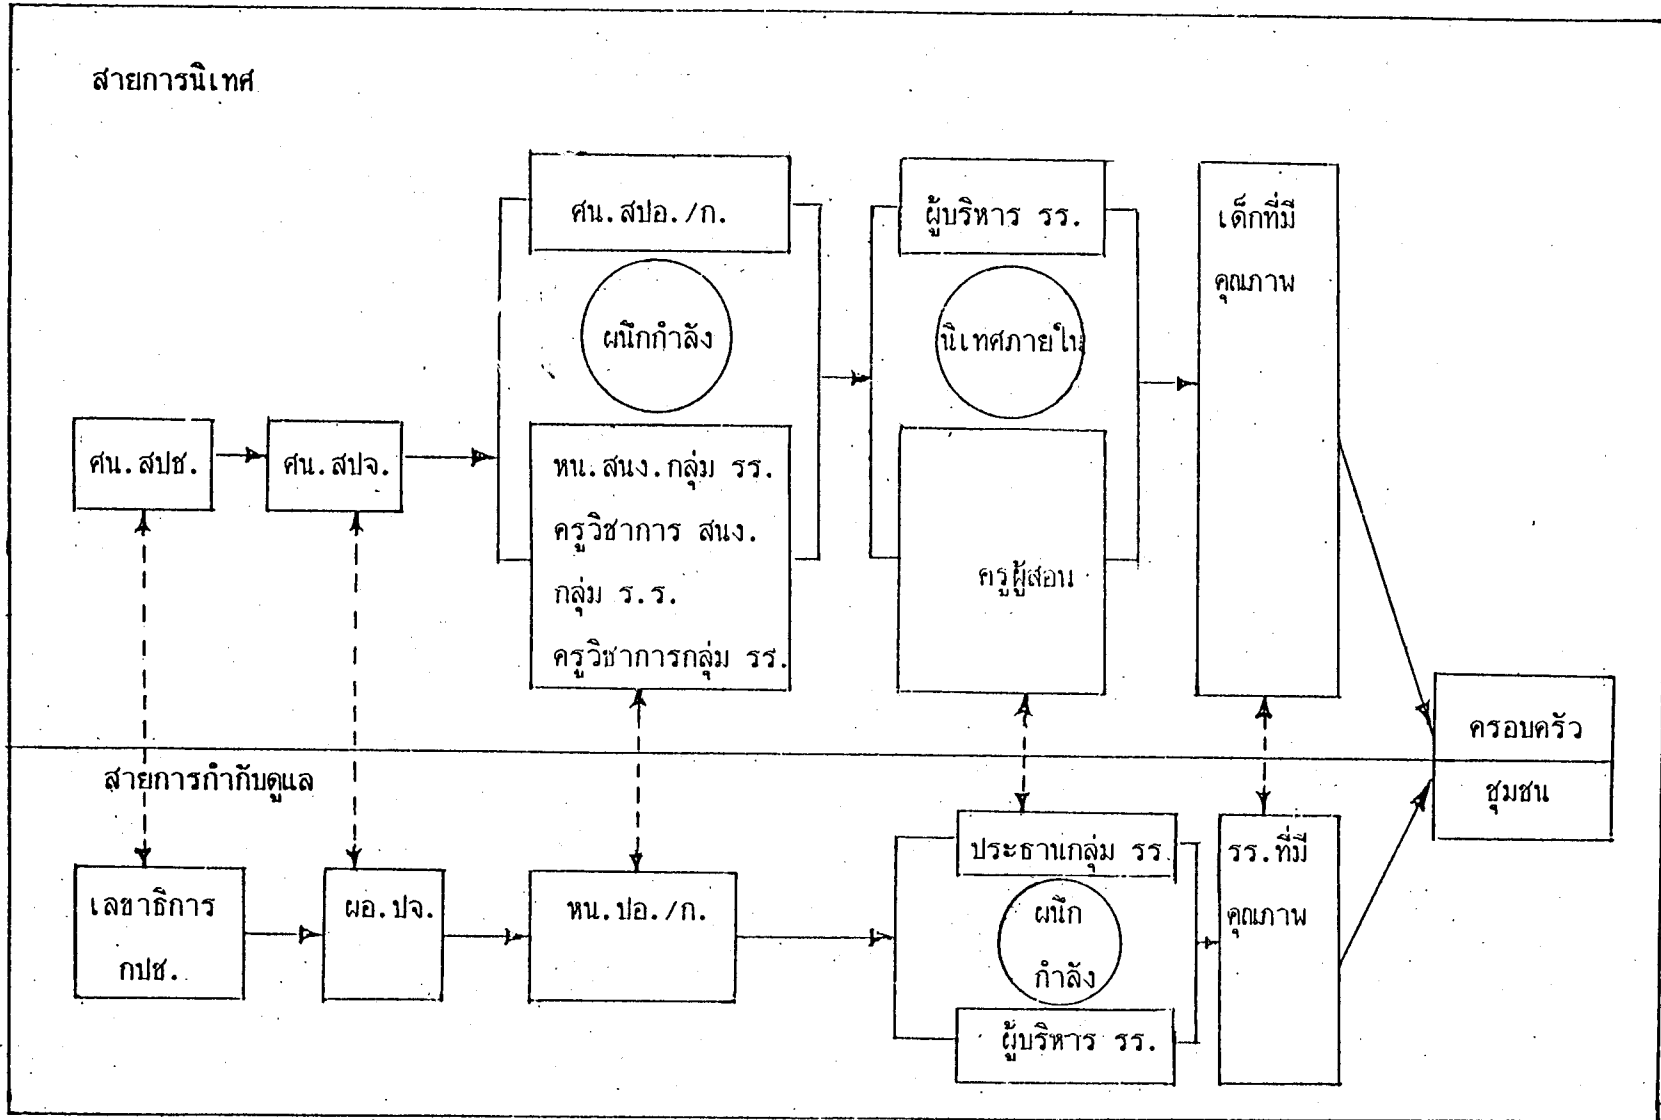 สายการนิเทศ
ศน.สปช.
ศน.สปจ.
ศน.สปอ./ก.
ผนึกกำลัง
หน.สนง.กลุ่ม รร.
ครูวิชาการ สนง.
กลุ่ม ร.ร.
ครูวิชาการกลุ่ม รร.
ผู้บริหาร รร.
นิเทศภายใน
ครูผู้สอน
เด็กที่มี
คุณภาพ
ครอบครัว
ชุมชน
สายการกำกับดูแล
เลขาธิการ
กปช.
ผอ.ปจ.
หน.ปอ./ก.
ประธานกลุ่ม รร.
ผนึก
กำลัง
ผู้บริหาร รร.
รร.ที่มี
คุณภาพ